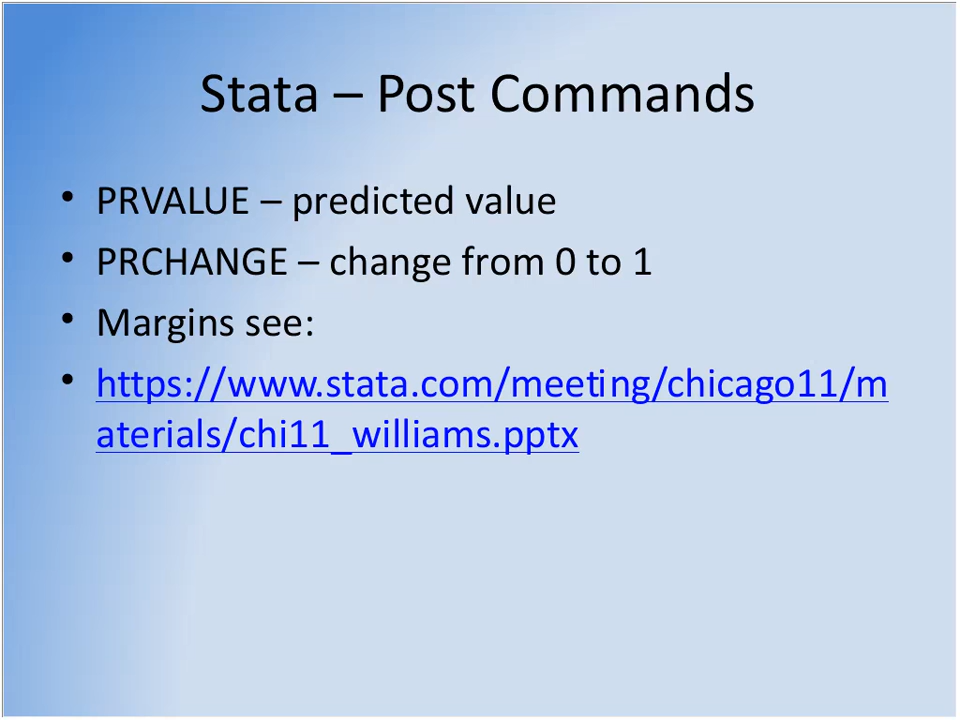 Stata – Post Commands
• PRVALUE – predicted value
• PRCHANGE – change from 0 to 1
• Margins see:
• https://www.stata.com/meeting/chicago11/m
aterials/chi11_williams.pptx